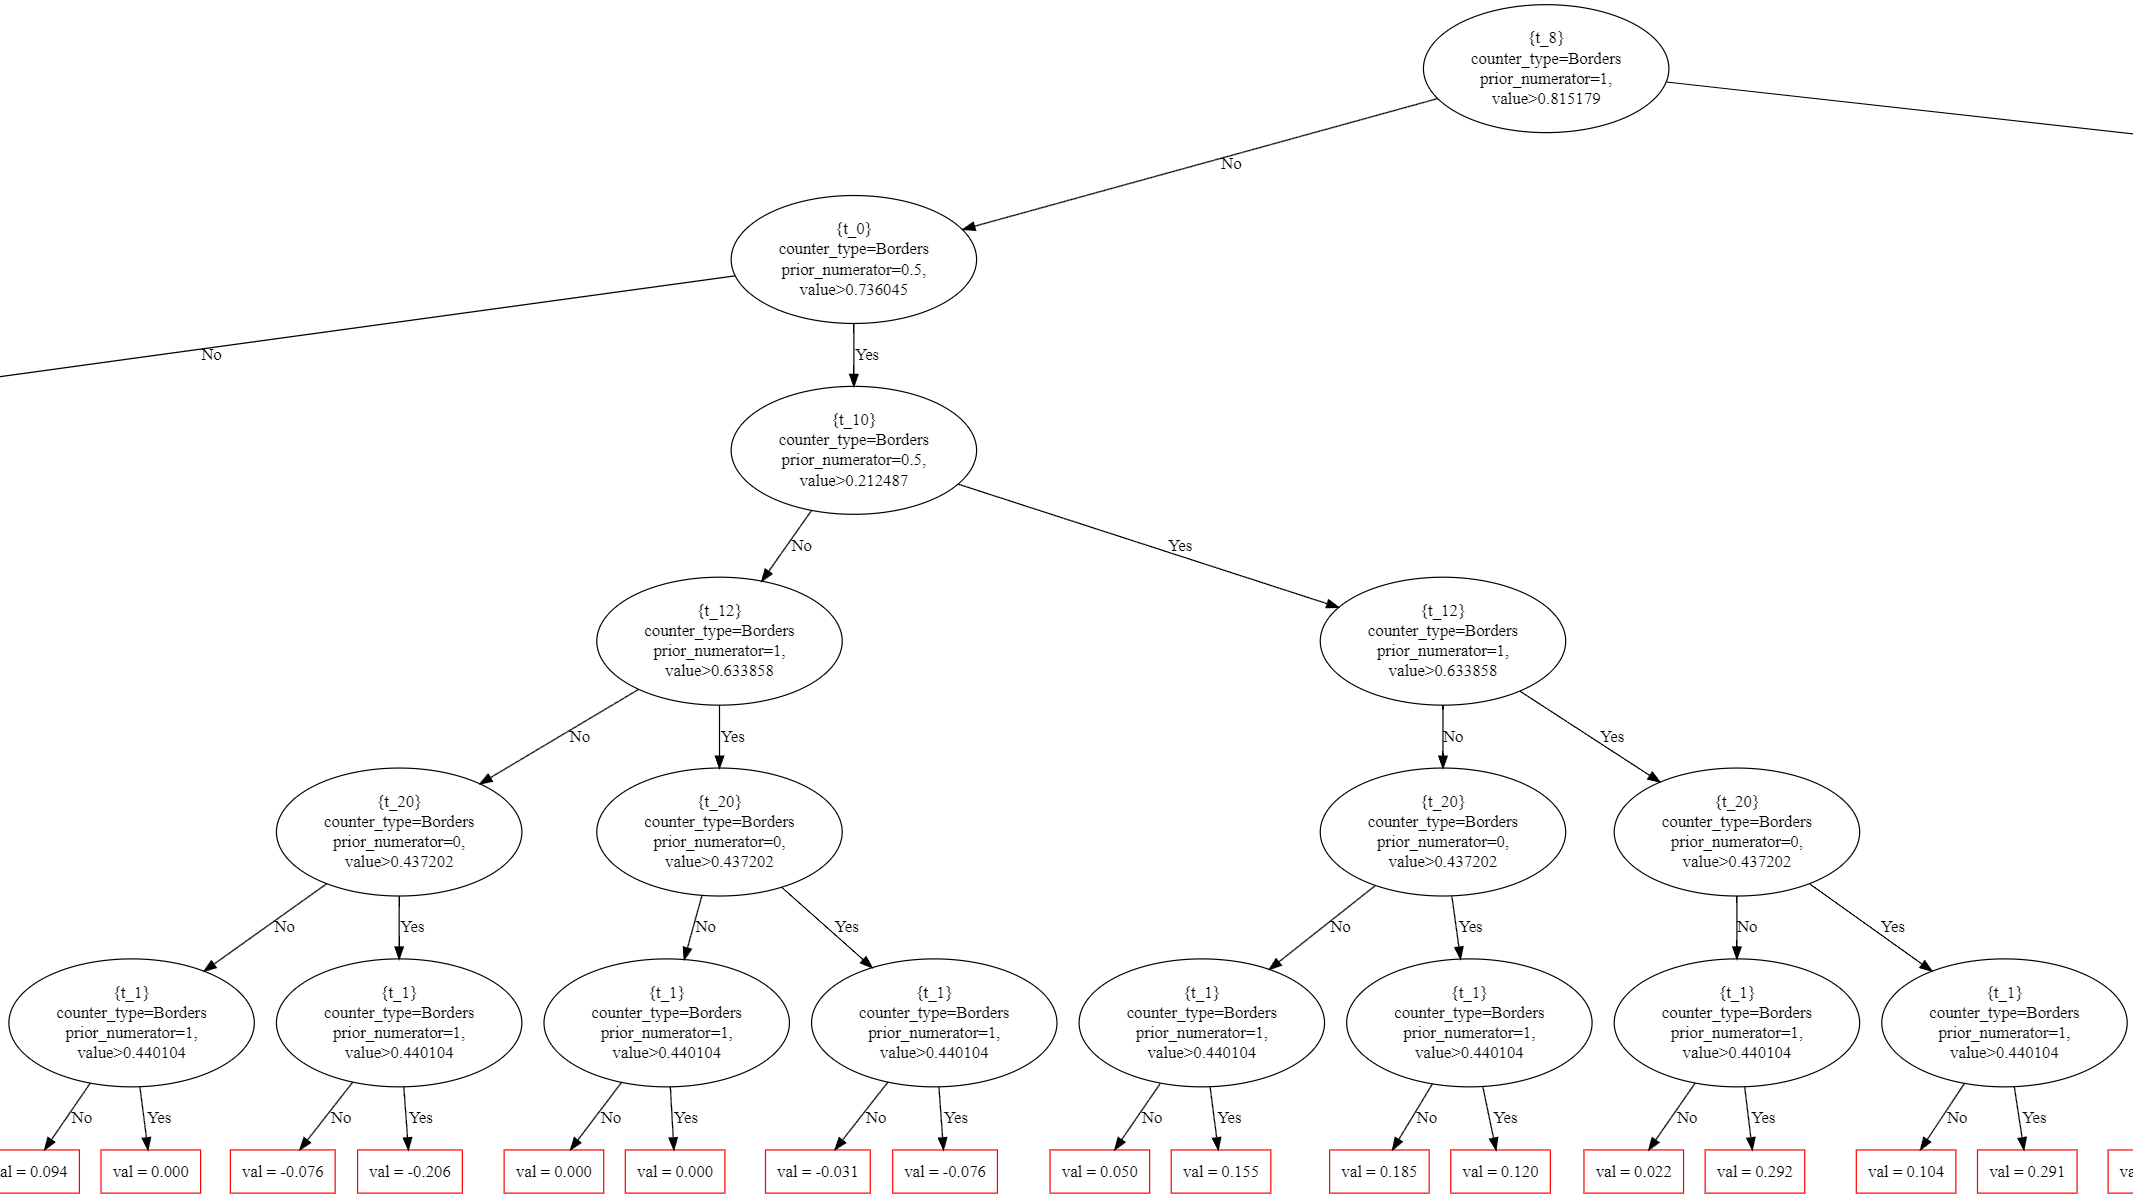 {t_8}
counter_type=Borders
prior_numerator=1,
value>0.815179
No
{t_0}
counter_type=Borders
prior_numerator=0.5,
value>0.736045
No
Yes
{t_10}
counter_type=Borders
prior_numerator=0.5,
value>0.212487
No
Yes
{t_12}
counter_type=Borders
prior_numerator=1,
value>0.633858
{t_12}
counter_type=Borders
prior_numerator=1,
value>0.633858
No
Yes
No
Yes
{t_20}
counter_type=Borders
prior_numerator=0,
value>0.437202
{t_20}
counter_type=Borders
prior_numerator=0,
value>0.437202
{t_20}
counter_type=Borders
prior_numerator=0,
value>0.437202
{t_20}
counter_type=Borders
prior_numerator=0,
value>0.437202
No
Yes
No
Yes
No
Yes
No
Yes
{t_1}
counter_type=Borders
prior_numerator=1,
value>0.440104
{t_1}
counter_type=Borders
prior_numerator=1,
value>0.440104
{t_1}
counter_type=Borders
prior_numerator=1,
value>0.440104
{t_1}
counter_type=Borders
prior_numerator=1,
value>0.440104
{t_1}
counter_type=Borders
prior_numerator=1,
value>0.440104
{t_1}
counter_type=Borders
prior_numerator=1,
value>0.440104
{t_1}
counter_type=Borders
prior_numerator=1,
value>0.440104
{t_1}
counter_type=Borders
prior_numerator=1,
value>0.440104
No
Yes
No
Yes
No
Yes
No
Yes
No
Yes
No
Yes
No
Yes
No
Yes
al = 0.094
val = 0.000
val = -0.076
val = -0.206
val = 0.000
val = 0.000
val = -0.031
val = -0.076
val = 0.050
val = 0.155
val = 0.185
val = 0.120
val = 0.022
val = 0.292
val = 0.104
val = 0.291
va